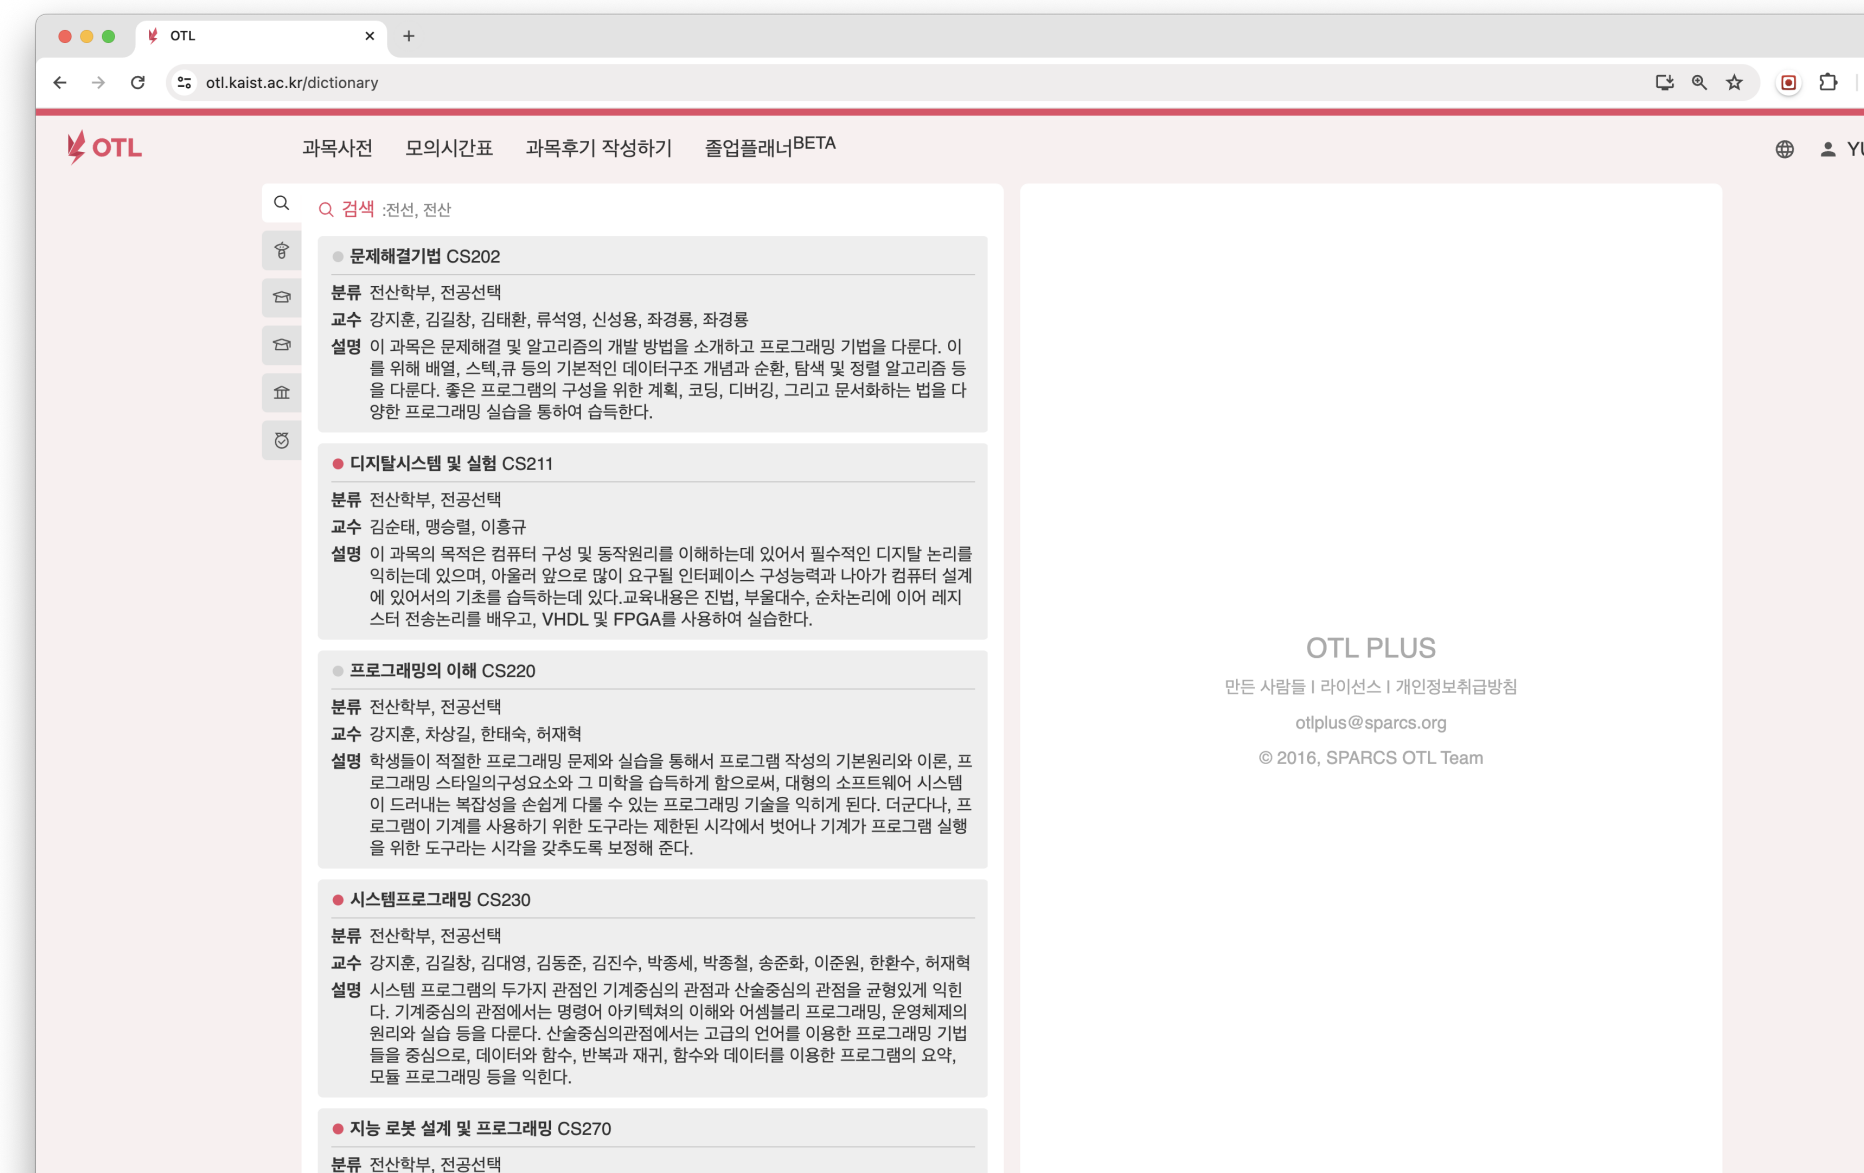 OTL
otl.kaist.ac.kr/dictionary
OTL
과목사전 모의시간표 과목후기 작성하기 졸업플래너BETA
검색 :전선, 전산
문제해결기법 CS202
분류 전산학부, 전공선택
교수 강지훈, 김길창, 김태환, 류석영, 신성용, 좌경룡, 좌경룡
설명 이 과목은 문제해결 및 알고리즘의 개발 방법을 소개하고 프로그래밍 기법을 다룬다. 이
를 위해 배열, 스텍,큐 등의 기본적인 데이터구조 개념과 순환, 탐색 및 정렬 알고리즘 등
을 다룬다. 좋은 프로그램의 구성을 위한 계획, 코딩, 디버깅, 그리고 문서화하는 법을 다
양한 프로그래밍 실습을 통하여 습득한다.
디지탈시스템 및 실험 CS211
분류 전산학부, 전공선택
교수 김순태, 맹승렬, 이흥규
설명 이 과목의 목적은 컴퓨터 구성 및 동작원리를 이해하는데 있어서 필수적인 디지탈 논리를
익히는데 있으며, 아울러 앞으로 많이 요구될 인터페이스 구성능력과 나아가 컴퓨터 설계
에 있어서의 기초를 습득하는데 있다.교육내용은 진법, 부울대수, 순차논리에 이어 레지
스터 전송논리를 배우고, VHDL 및 FPGA를 사용하여 실습한다.
프로그래밍의 이해 CS220
분류 전산학부, 전공선택
교수 강지훈, 차상길, 한태숙, 허재혁
설명 학생들이 적절한 프로그래밍 문제와 실습을 통해서 프로그램 작성의 기본원리와 이론, 프
로그래밍 스타일의구성요소와 그 미학을 습득하게 함으로써, 대형의 소프트웨어 시스템
이 드러내는 복잡성을 손쉽게 다룰 수 있는 프로그래밍 기술을 익히게 된다. 더군다나, 프
로그램이 기계를 사용하기 위한 도구라는 제한된 시각에서 벗어나 기계가 프로그램 실행
을 위한 도구라는 시각을 갖추도록 보정해 준다.
시스템프로그래밍 CS230
분류 전산학부, 전공선택
교수 강지훈, 김길창, 김대영, 김동준, 김진수, 박종세, 박종철, 송준화, 이준원, 한환수, 허재혁
설명 시스템 프로그램의 두가지 관점인 기계중심의 관점과 산술중심의 관점을 균형있게 익힌
다. 기계중심의 관점에서는 명령어 아키텍쳐의 이해와 어셈블리 프로그래밍, 운영체제의
원리와 실습 등을 다룬다. 산술중심의관점에서는 고급의 언어를 이용한 프로그래밍 기법
들을 중심으로, 데이터와 함수, 반복과 재귀, 함수와 데이터를 이용한 프로그램의 요약,
모듈 프로그래밍 등을 익힌다.
지능 로봇 설계 및 프로그래밍 CS270
분류 전산학부, 전공선택
OTL PLUS
만든 사람들 | 라이선스 | 개인정보취급방침
otlplus@sparcs.org
© 2016, SPARCS OTL Team